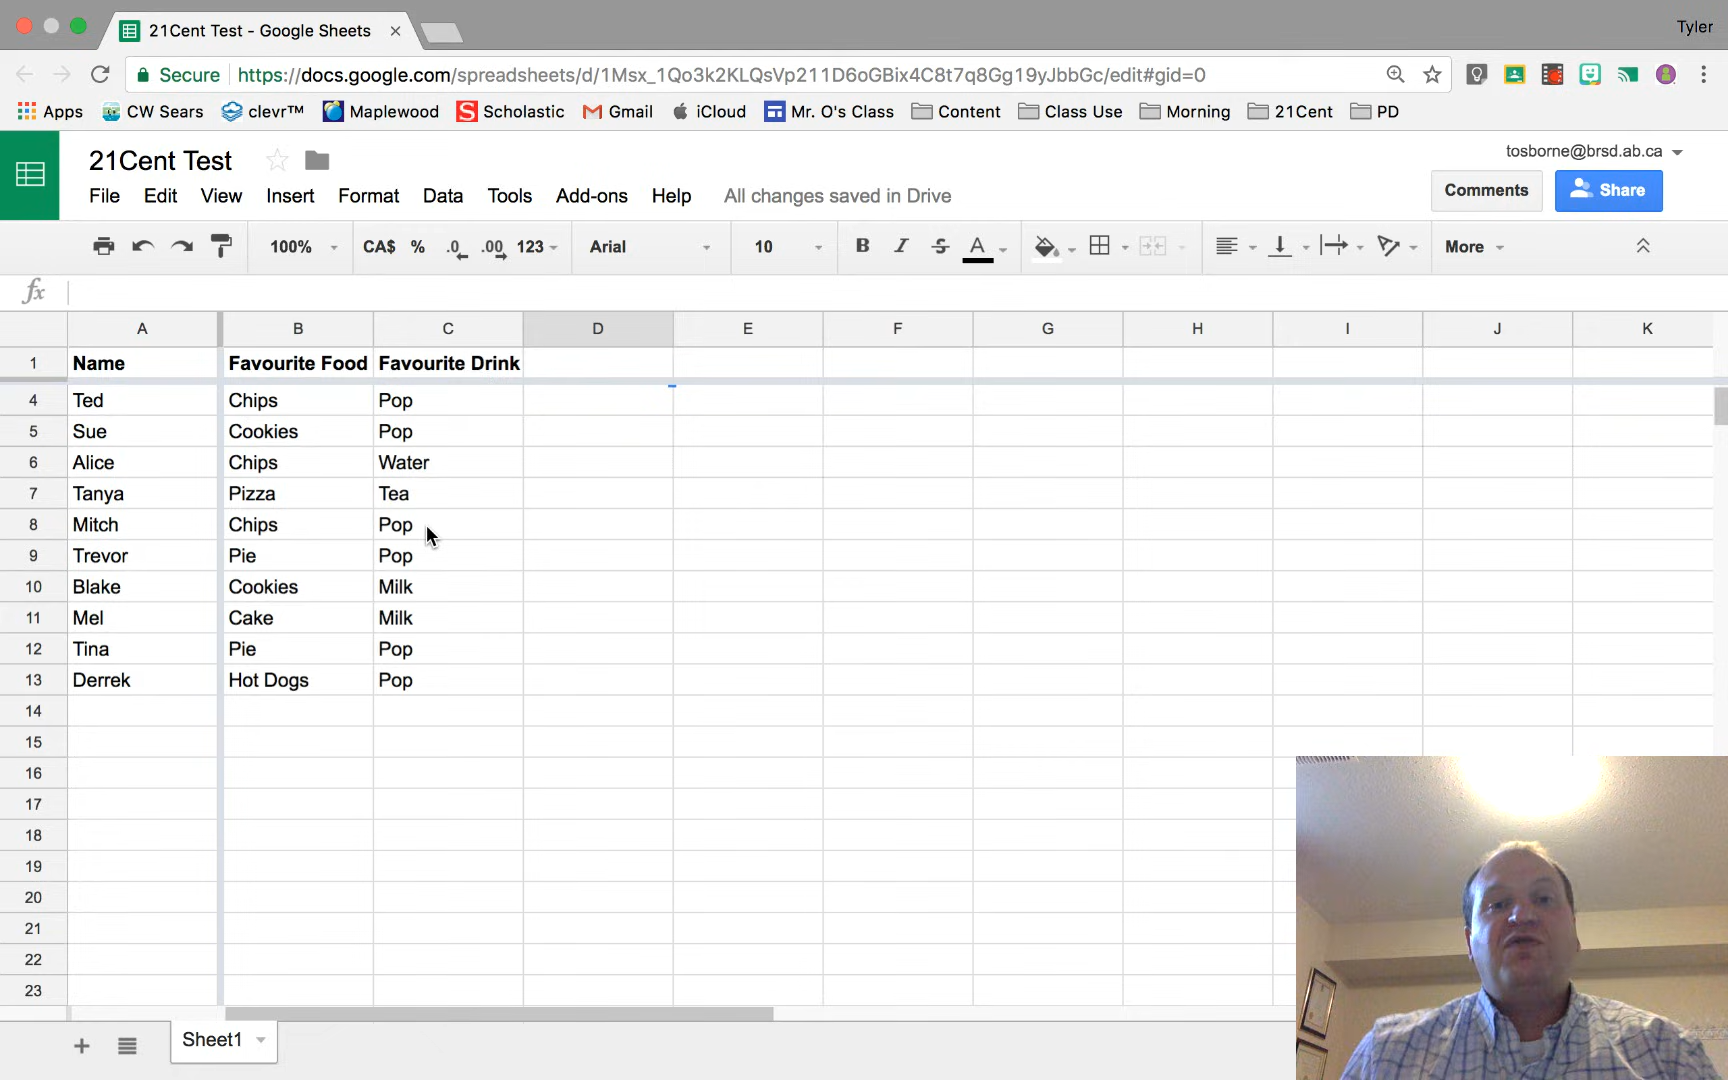 21Cent Test - Google Sheets
Tyler
Secure https://docs.google.com/spreadsheets/d/1Msx_1Qo3k2KLQsVp211D6oGBix4C8t7q8Gg19yJbbGc/edit#gid=0
Apps CW Sears clevr™ Maplewood Scholastic Gmail iCloud Mr. O's Class Content Class Use Morning 21Cent PD
21Cent Test
tosborne@brsd.ab.ca
File Edit View Insert Format Data Tools Add-ons Help All changes saved in Drive
Comments Share
100% CA$ % .0 .00 123 Arial 10 B I S A More
fx
A B C D E F G H I J K
1 Name Favourite Food Favourite Drink
4 Ted Chips Pop
5 Sue Cookies Pop
6 Alice Chips Water
7 Tanya Pizza Tea
8 Mitch Chips Pop
9 Trevor Pie Pop
10 Blake Cookies Milk
11 Mel Cake Milk
12 Tina Pie Pop
13 Derrek Hot Dogs Pop
14
15
16
17
18
19
20
21
22
23
Sheet1